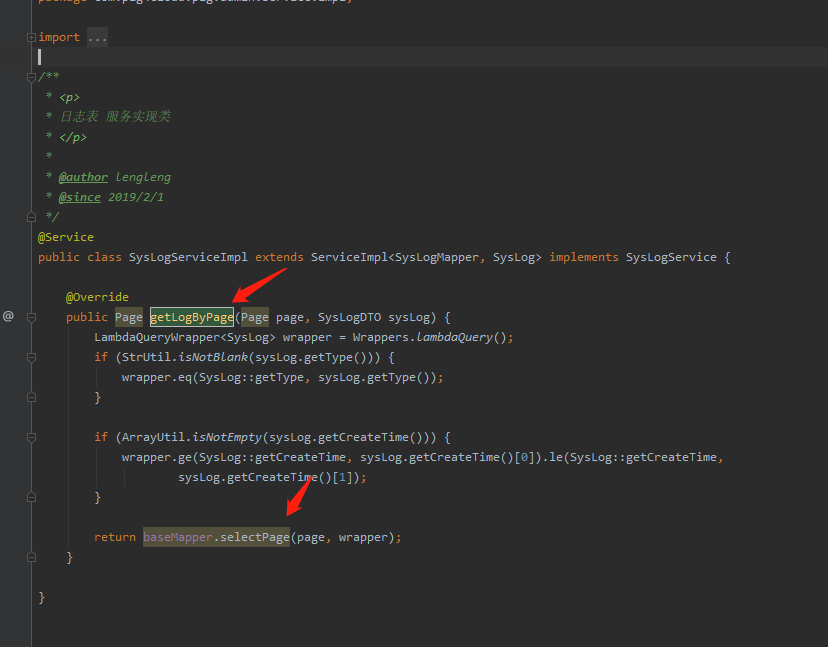 import ...
/**
* <p>
* 日志表 服务实现类
* </p>
*
* @author lengleng
* @since 2019/2/1
*/
@Service
public class SysLogServiceImpl extends ServiceImpl<SysLogMapper, SysLog> implements SysLogService {
@Override
public Page getLogByPage(Page page, SysLogDTO sysLog) {
LambdaQueryWrapper<SysLog> wrapper = Wrappers.lambdaQuery();
if (StrUtil.isNotBlank(sysLog.getType())) {
wrapper.eq(SysLog::getType, sysLog.getType());
}
if (ArrayUtil.isNotEmpty(sysLog.getCreateTime())) {
wrapper.ge(SysLog::getCreateTime, sysLog.getCreateTime()[0]).le(SysLog::getCreateTime,
sysLog.getCreateTime()[1]);
}
return baseMapper.selectPage(page, wrapper);
}
}